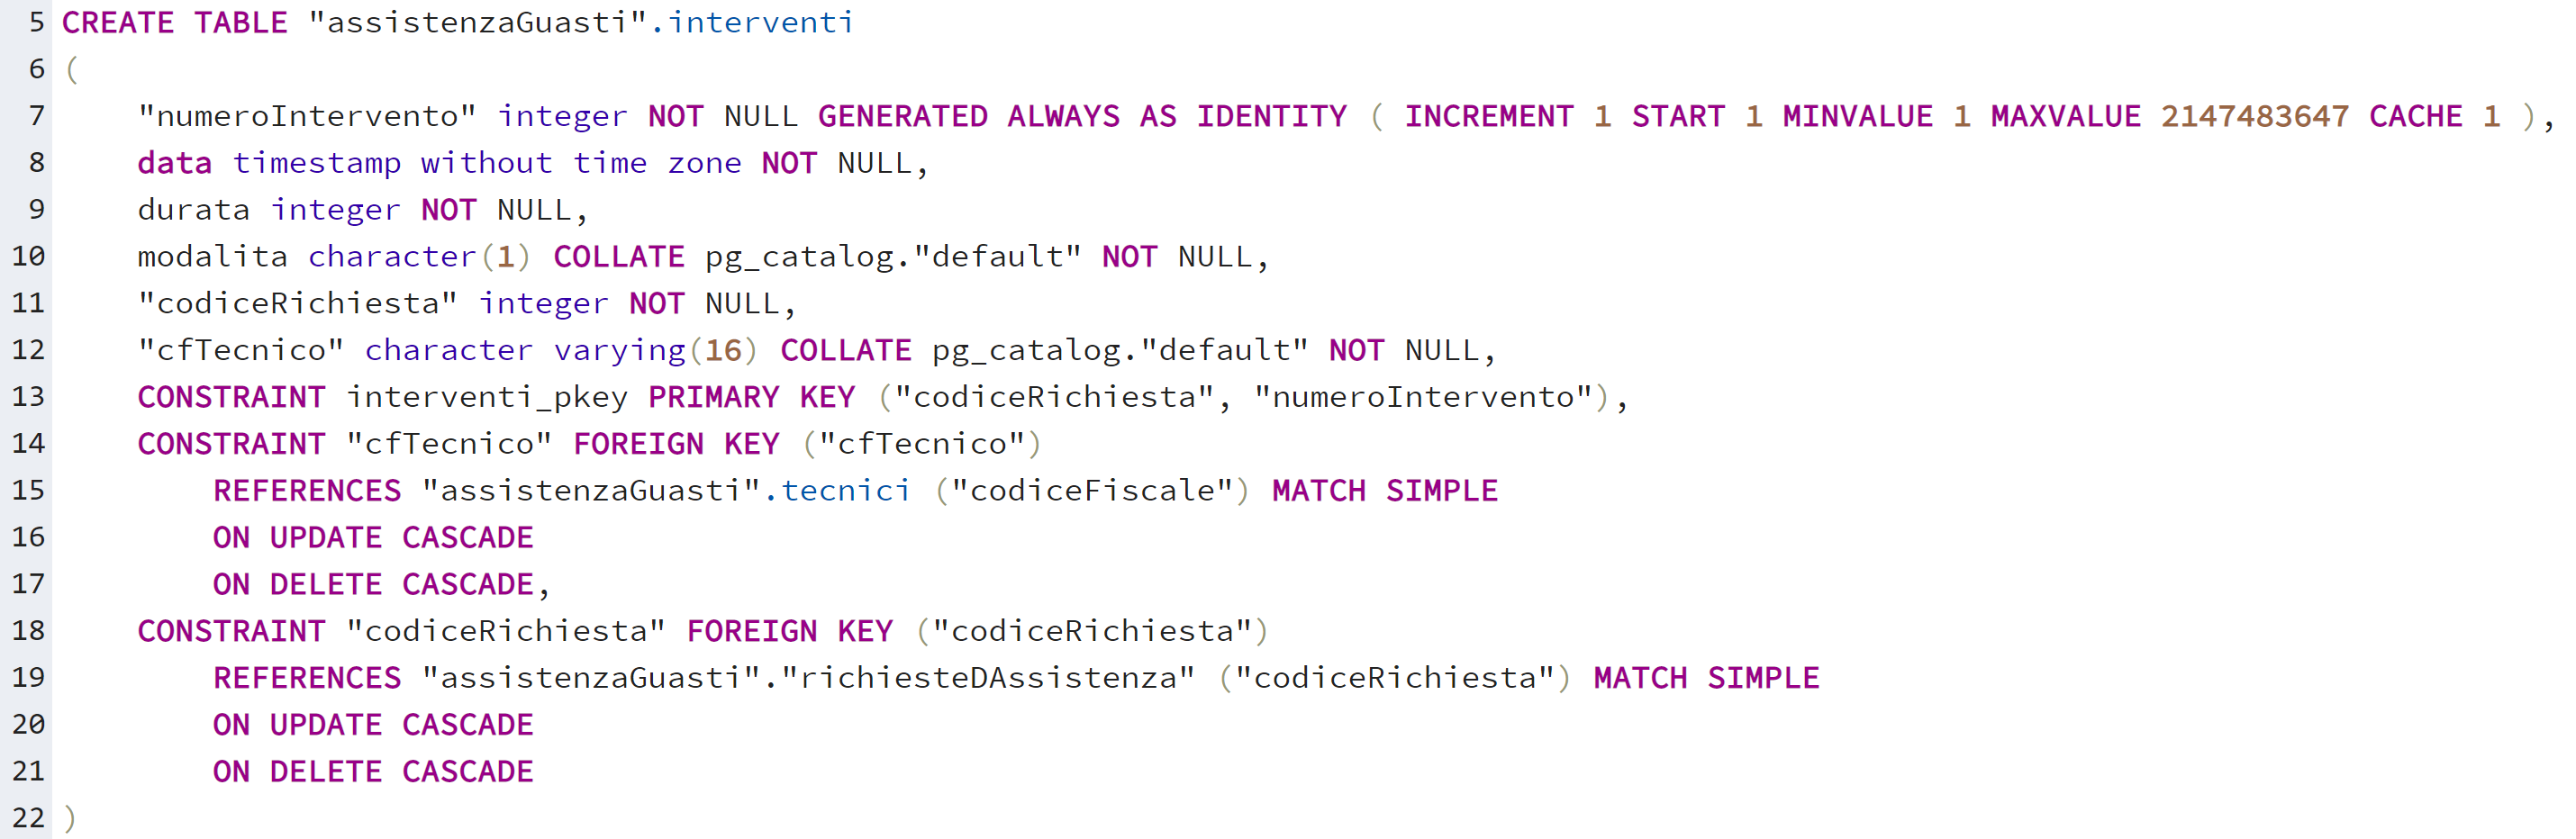 5 CREATE TABLE "assistenzaGuasti".interventi
6 (
7     "numeroIntervento" integer NOT NULL GENERATED ALWAYS AS IDENTITY ( INCREMENT 1 START 1 MINVALUE 1 MAXVALUE 2147483647 CACHE 1 ),
8     data timestamp without time zone NOT NULL,
9     durata integer NOT NULL,
10     modalita character(1) COLLATE pg_catalog."default" NOT NULL,
11     "codiceRichiesta" integer NOT NULL,
12     "cfTecnico" character varying(16) COLLATE pg_catalog."default" NOT NULL,
13     CONSTRAINT interventi_pkey PRIMARY KEY ("codiceRichiesta", "numeroIntervento"),
14     CONSTRAINT "cfTecnico" FOREIGN KEY ("cfTecnico")
15         REFERENCES "assistenzaGuasti".tecnici ("codiceFiscale") MATCH SIMPLE
16         ON UPDATE CASCADE
17         ON DELETE CASCADE,
18     CONSTRAINT "codiceRichiesta" FOREIGN KEY ("codiceRichiesta")
19         REFERENCES "assistenzaGuasti"."richiesteDAssistenza" ("codiceRichiesta") MATCH SIMPLE
20         ON UPDATE CASCADE
21         ON DELETE CASCADE
22 )